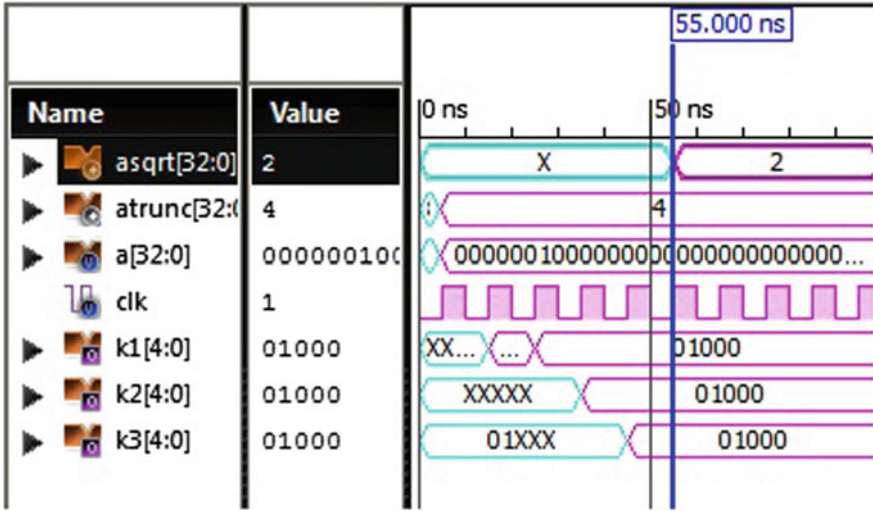 55.000 ns
Name Value 0 ns 50 ns
asqrt[32:0] 2 X 2
atrunc[32:( 4 4
a[32:0] 000000100 000000100000000000000000000000...
clk 1
k1[4:0] 01000 XX... ... 01000
k2[4:0] 01000 XXXXX 01000
k3[4:0] 01000 01XXX 01000